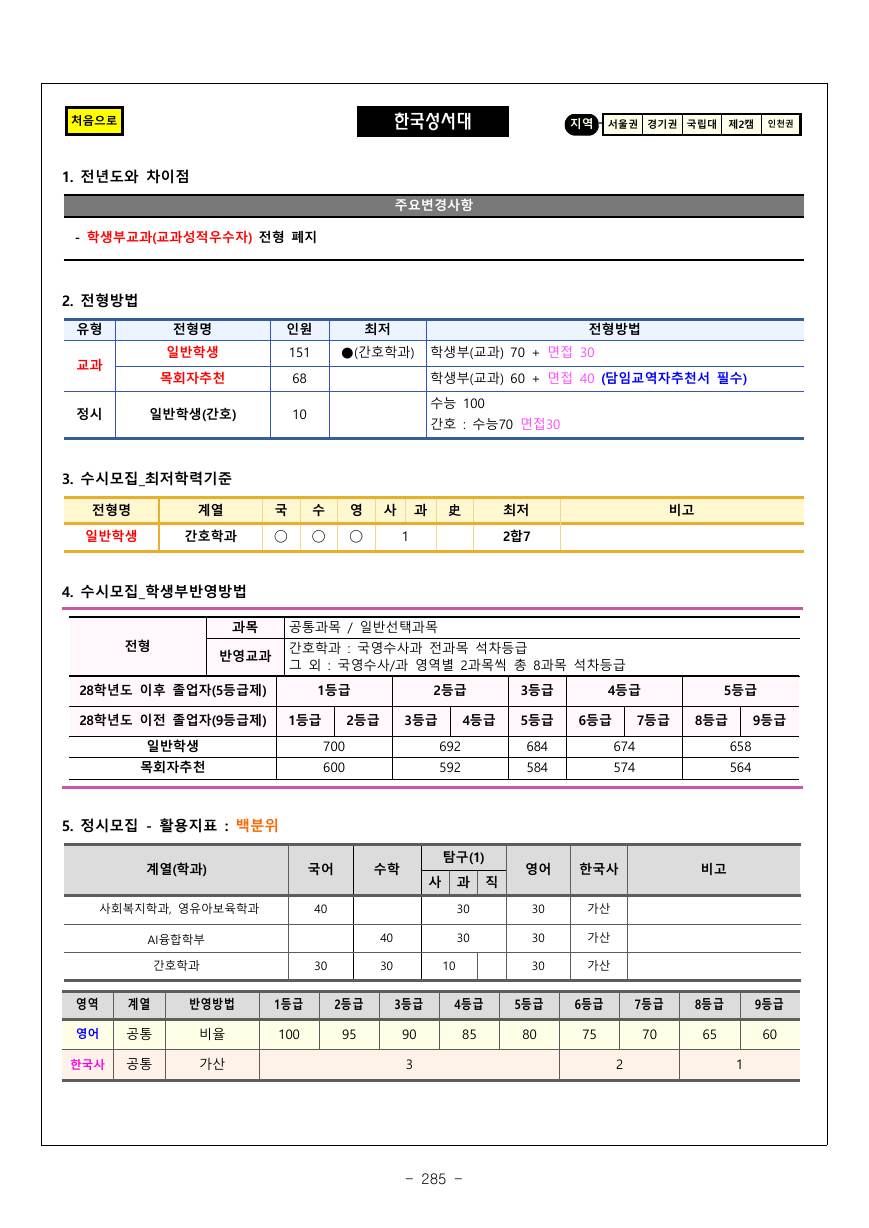 처음으로
한국성서대
지역 서울권 경기권 국립대 제2캠 인천권
1. 전년도와 차이점
주요변경사항
- 학생부교과(교과성적우수자) 전형 폐지
2. 전형방법
유형 전형명 인원 최저 전형방법
교과 일반학생 151 ●(간호학과) 학생부(교과) 70 + 면접 30
목회자추천 68 학생부(교과) 60 + 면접 40 (담임교역자추천서 필수)
정시 일반학생(간호) 10 수능 100
간호 : 수능70 면접30
3. 수시모집_최저학력기준
전형명 계열 국 수 영 사 과 史 최저 비고
일반학생 간호학과 ○ ○ ○ 1 2합7
4. 수시모집_학생부반영방법
전형 과목 공통과목 / 일반선택과목
반영교과 간호학과 : 국영수사과 전과목 석차등급
그 외 : 국영수사/과 영역별 2과목씩 총 8과목 석차등급
28학년도 이후 졸업자(5등급제) 1등급 2등급 3등급 4등급 5등급
28학년도 이전 졸업자(9등급제) 1등급 2등급 3등급 4등급 5등급 6등급 7등급 8등급 9등급
일반학생 700 692 684 674 658
목회자추천 600 592 584 574 564
5. 정시모집 - 활용지표 : 백분위
계열(학과) 국어 수학 탐구(1) 영어 한국사 비고
사 과 직
사회복지학과, 영유아보육학과 40 30 30 가산
AI융합학부 40 30 30 가산
간호학과 30 30 10 30 가산
영역 계열 반영방법 1등급 2등급 3등급 4등급 5등급 6등급 7등급 8등급 9등급
영어 공통 비율 100 95 90 85 80 75 70 65 60
한국사 공통 가산 3 2 1
- 285 -